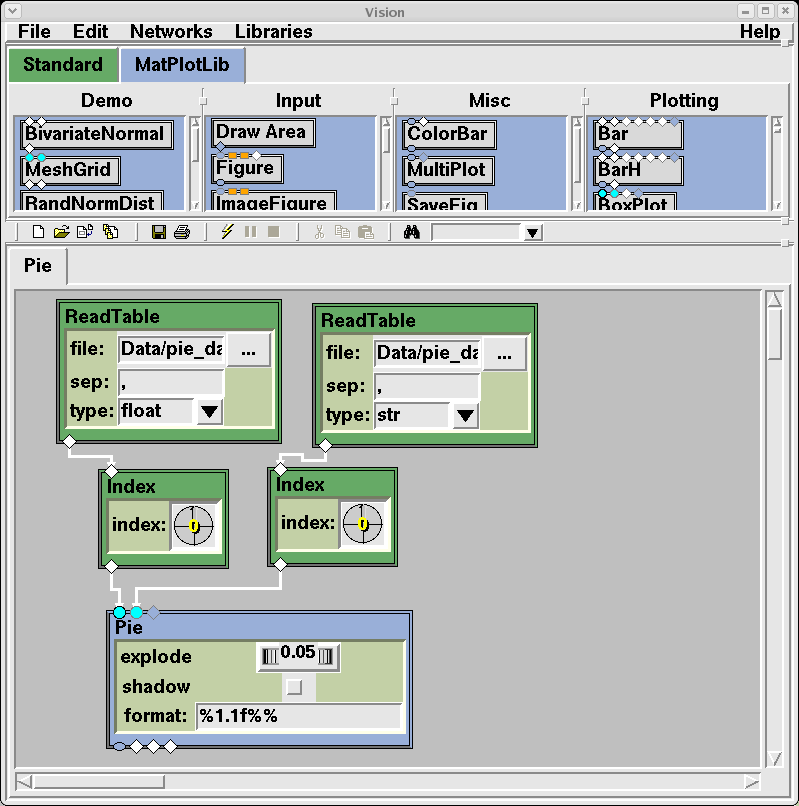 Vision
File Edit Networks Libraries Help
Standard MatPlotLib
Demo Input Misc Plotting
BivariateNormal Draw Area ColorBar Bar
MeshGrid Figure MultiPlot BarH
RandNormDist ImageFigure SaveFig BoxPlot
Pie
ReadTable ReadTable
file: Data/pie_da ... file: Data/pie_da ...
sep: , sep: ,
type: float type: str
Index Index
index: 0 index: 0
Pie
explode 0.05
shadow
format: %1.1f%%